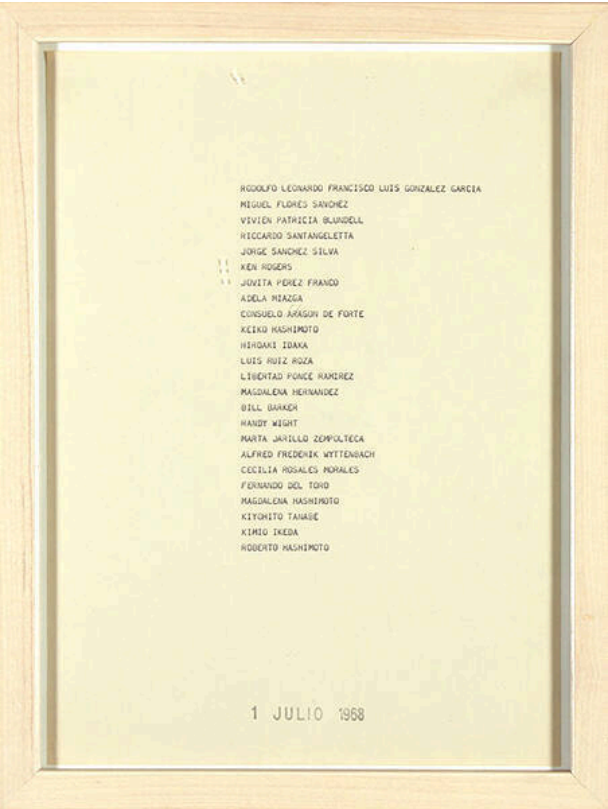 RODOLFO LEONARDO FRANCISCO LUIS GONZALEZ GARCIA
MIGUEL FLORES SANCHEZ
VIVIEN PATRICIA BLUNDELL
RICCARDO SANTANGELETTA
JORGE SANCHEZ SILVA
KEN ROGERS
JOVITA PEREZ FRANCO
ADELA MIAZGA
CONSUELO ARAGON DE FORTE
KEIKO HASHIMOTO
HIROAKI IDAKA
LUIS RUIZ ROZA
LIBERTAD PONCE RAMIREZ
MAGDALENA HERNANDEZ
BILL BARKER
RANDY WIGHT
MARTA JARILLO ZEMPOLTECA
ALFRED FREDERIK WYTTENBACH
CECILIA ROSALES MORALES
FERNANDO DEL TORO
MAGDALENA HASHIMOTO
KIYOHITO TANABE
KIMIO IKEDA
ROBERTO HASHIMOTO
1 JULIO 1968